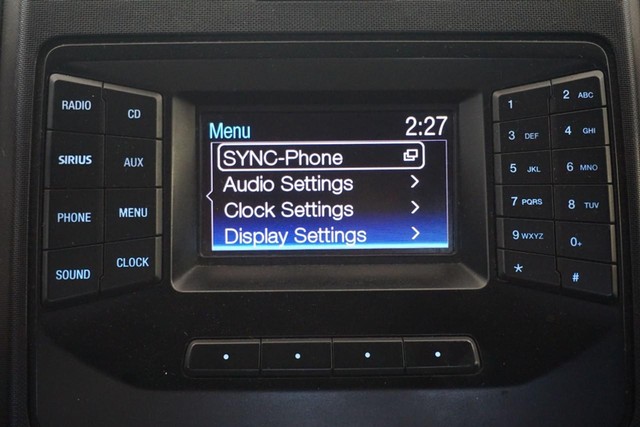 RADIO
CD
SIRIUS
AUX
PHONE
MENU
SOUND
CLOCK
Menu 2:27
SYNC-Phone
Audio Settings
Clock Settings
Display Settings
1
2 ABC
3 DEF
4 GHI
5 JKL
6 MNO
7 PQRS
8 TUV
9 WXYZ
0+
*
#